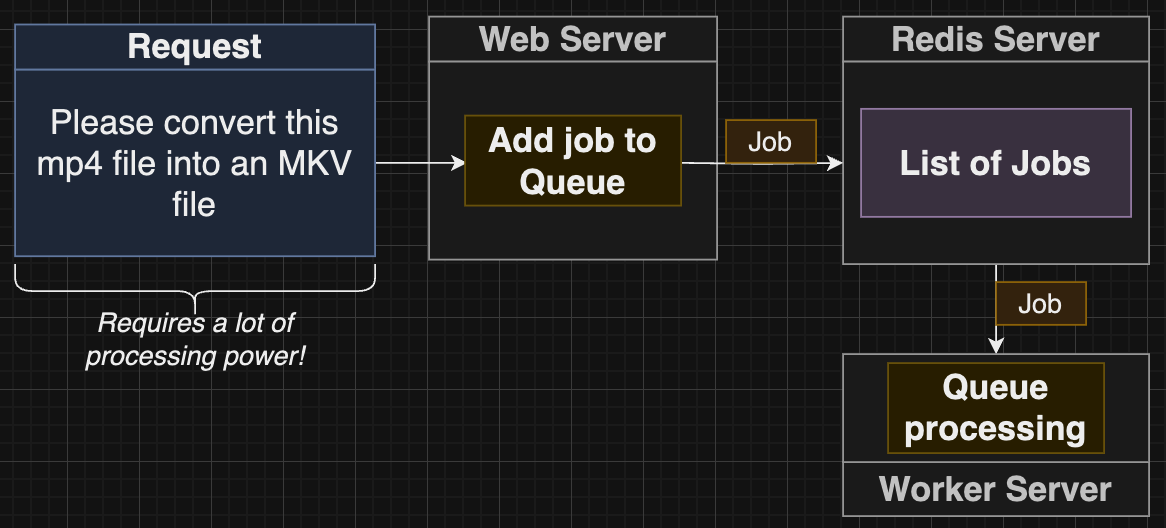 Request
Please convert this
mp4 file into an MKV
file
Requires a lot of
processing power!
Web Server
Add job to
Queue
Job
Redis Server
List of Jobs
Job
Queue
processing
Worker Server